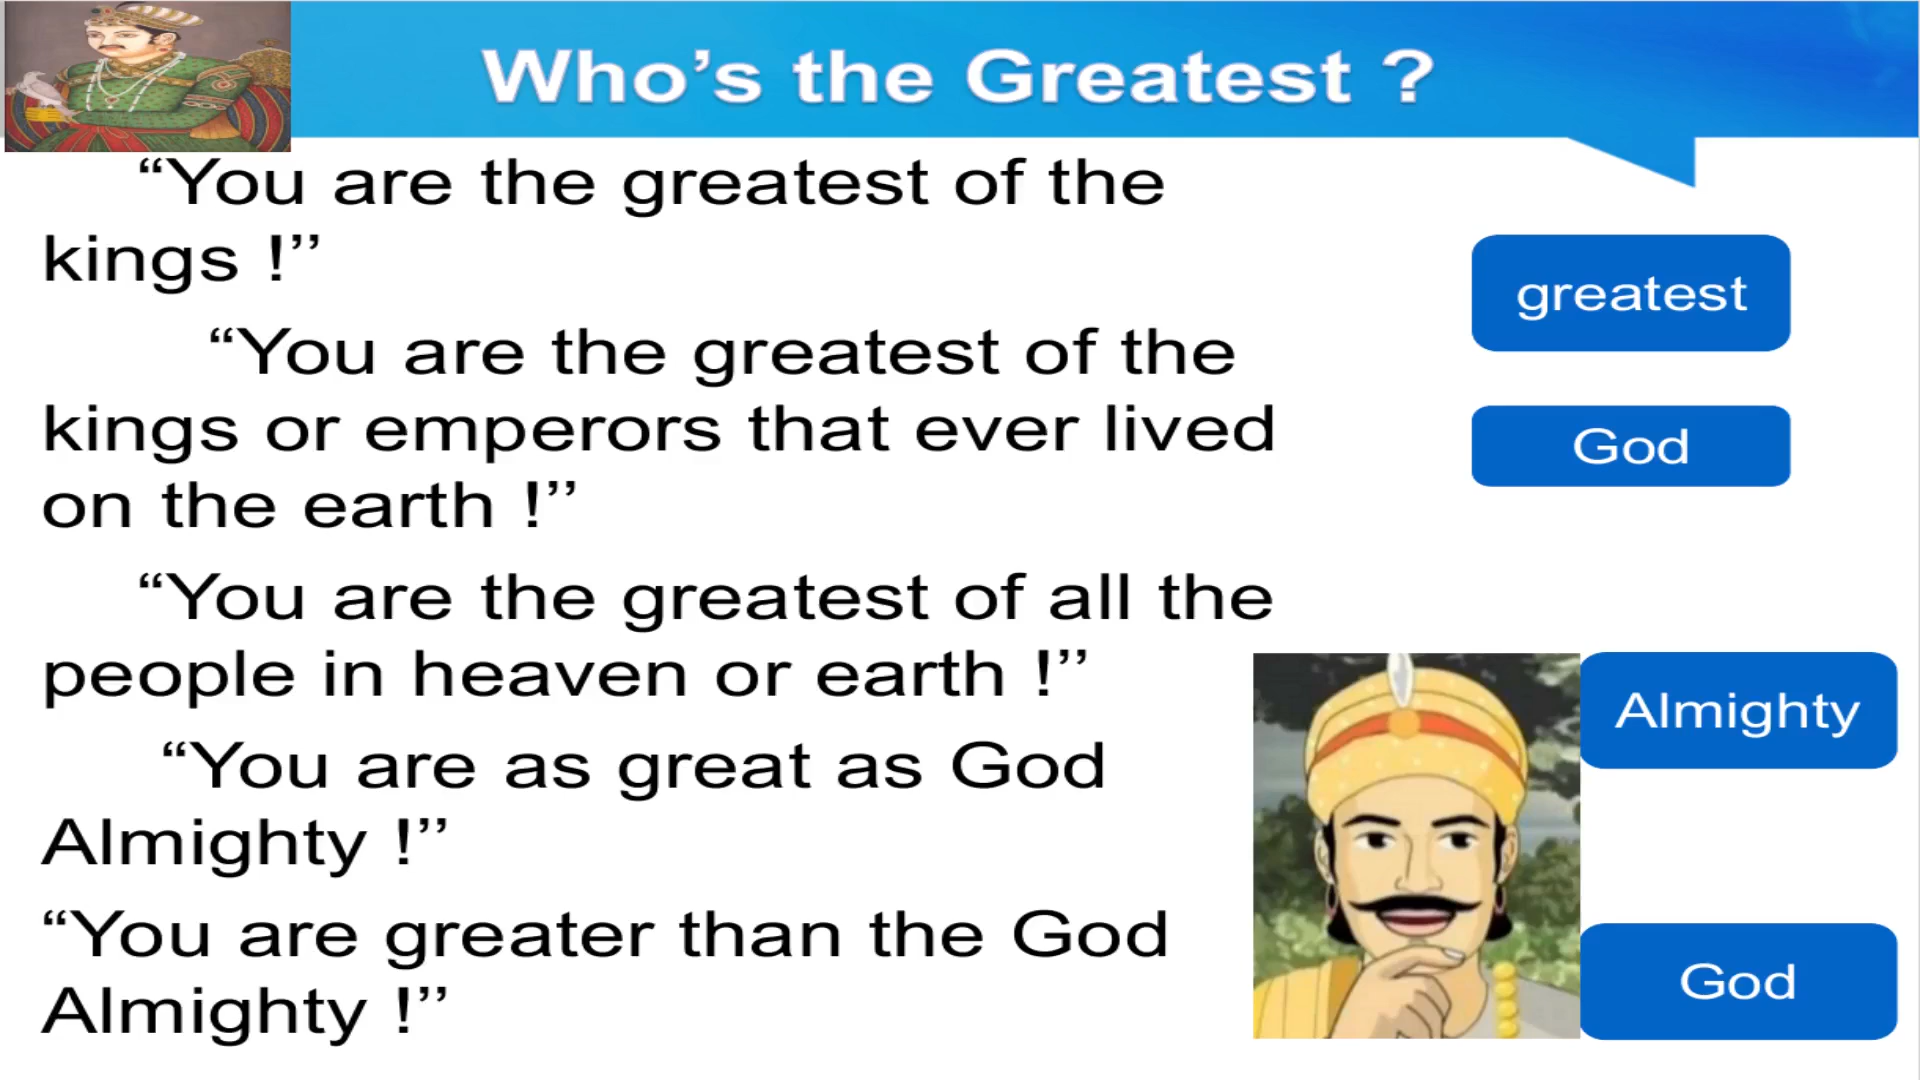 Who’s the Greatest ?
“You are the greatest of the
kings !’’
“You are the greatest of the
kings or emperors that ever lived
on the earth !’’
“You are the greatest of all the
people in heaven or earth !’’
“You are as great as God
Almighty !’’
“You are greater than the God
Almighty !’’
greatest
God
Almighty
God